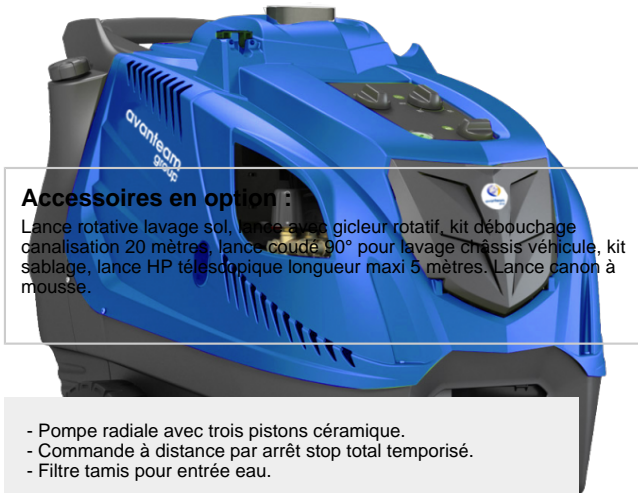 avanteam
group
Accessoires en option :
Lance rotative lavage sol, lance avec gicleur rotatif, kit débouchage
canalisation 20 mètres, lance coudé 90° pour lavage châssis véhicule, kit
sablage, lance HP télescopique longueur maxi 5 mètres. Lance canon à
mousse.
- Pompe radiale avec trois pistons céramique.
- Commande à distance par arrêt stop total temporisé.
- Filtre tamis pour entrée eau.